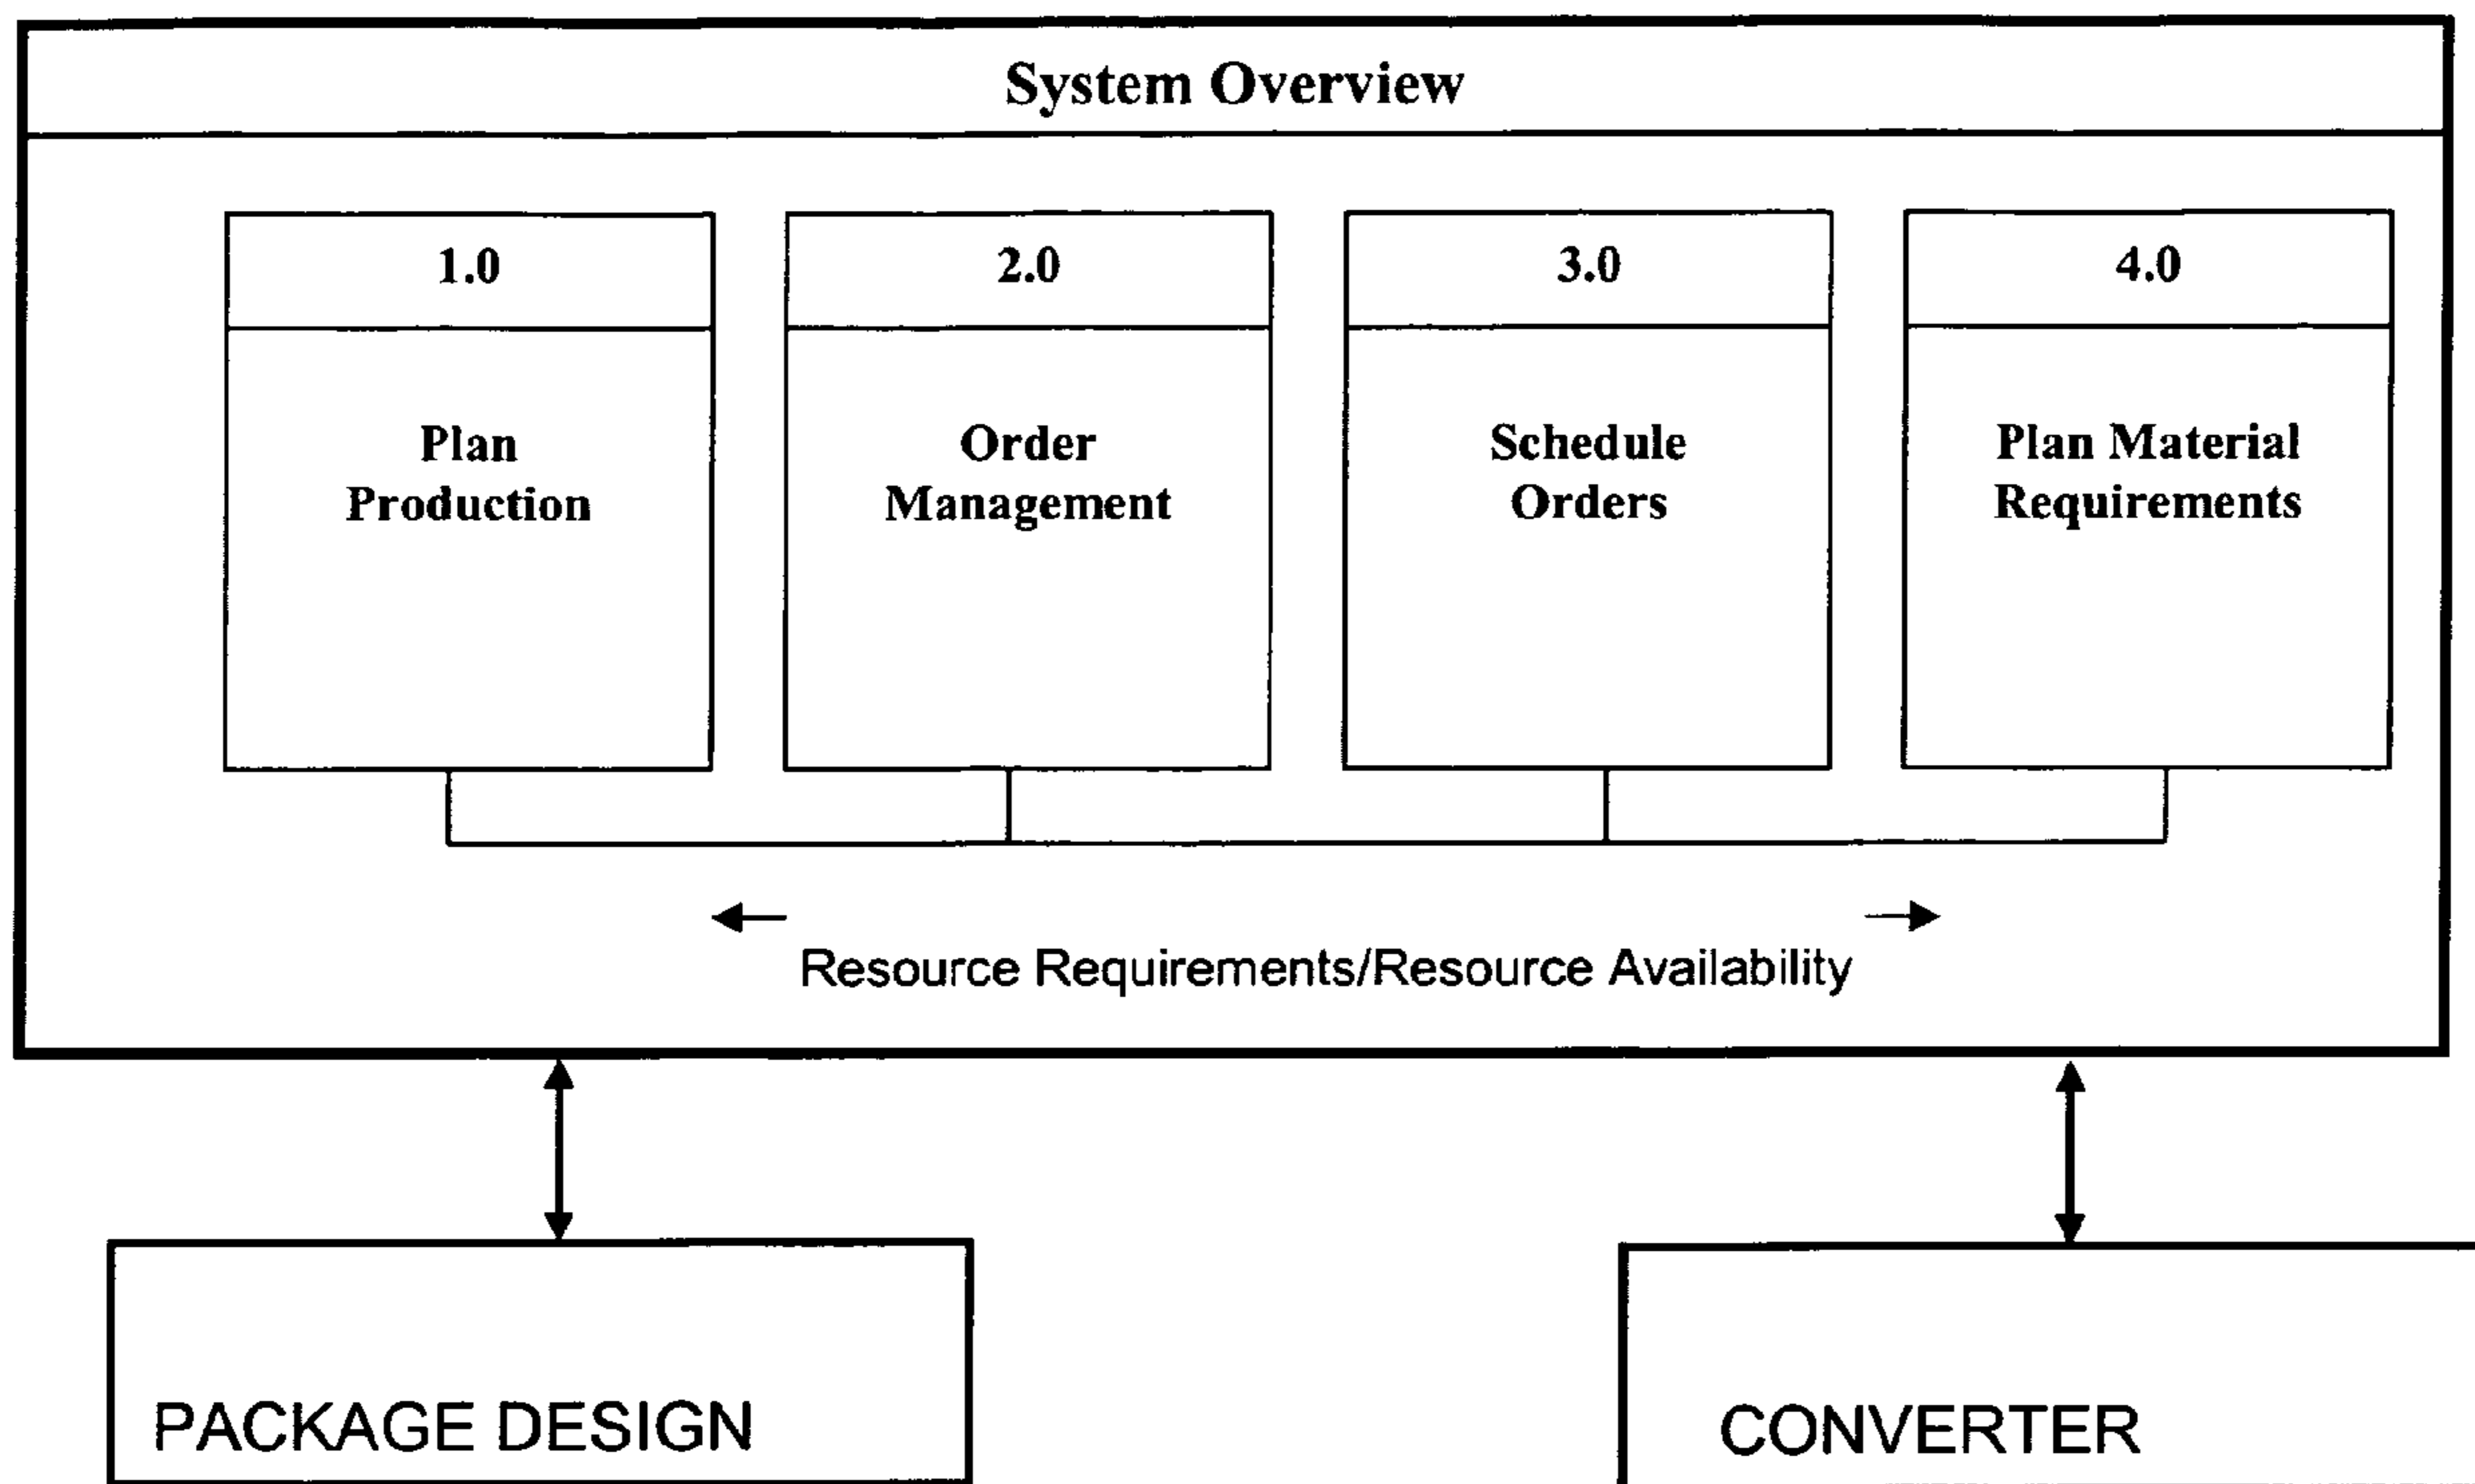 System Overview
1.0
2.0
3.0
4.0
Plan
Production
Order
Management
Schedule
Orders
Plan Material
Requirements
Resource Requirements/Resource Availability
PACKAGE DESIGN
CONVERTER